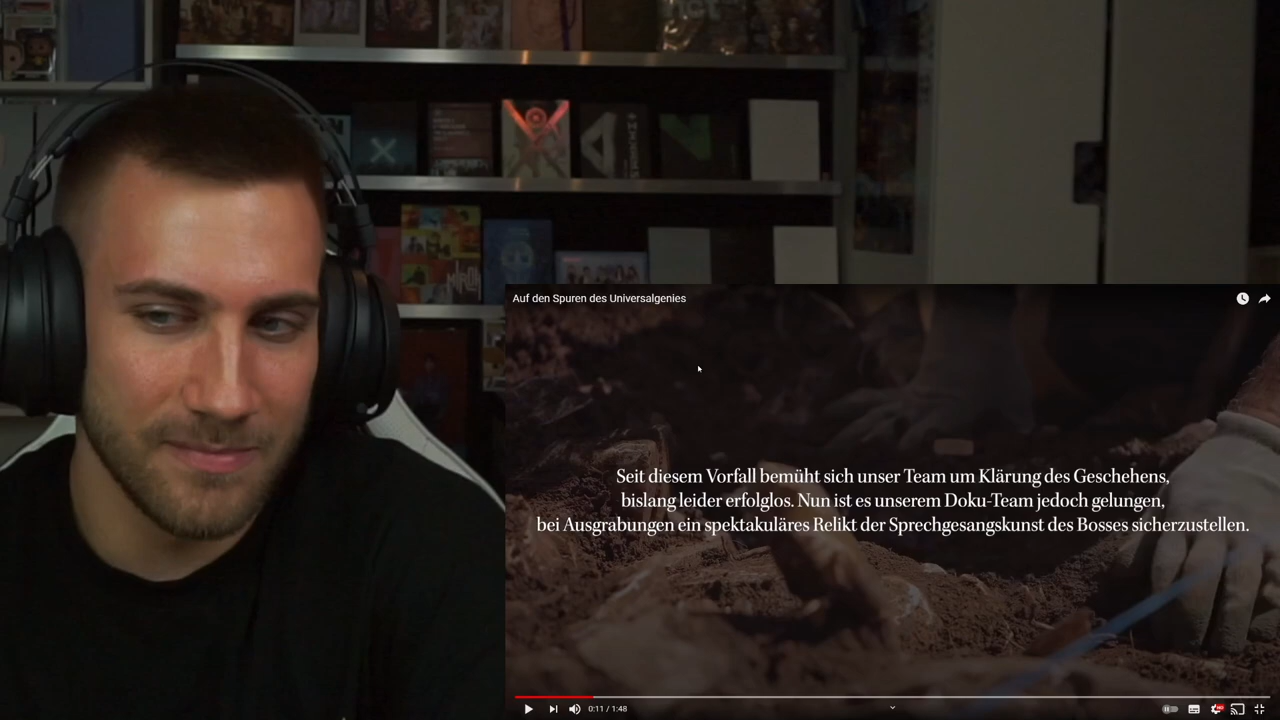 Auf den Spuren des Universalgenies
Seit diesem Vorfall bemüht sich unser Team um Klärung des Geschehens,
bislang leider erfolglos. Nun ist es unserem Doku-Team jedoch gelungen,
bei Ausgrabungen ein spektakuläres Relikt der Sprechgesangskunst des Bosses sicherzustellen.
0:11 / 1:48